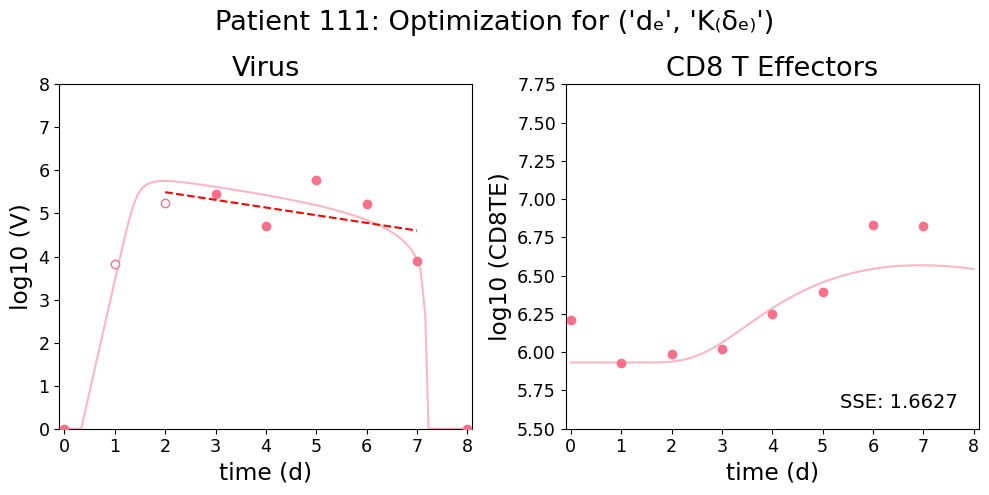 Patient 111: Optimization for ('dₑ', 'K₍δₑ₎')
Virus
CD8 T Effectors
log10 (V)
8
7
6
5
4
3
2
1
0
0 1 2 3 4 5 6 7 8
time (d)
log10 (CD8TE)
7.75
7.50
7.25
7.00
6.75
6.50
6.25
6.00
5.75
5.50
SSE: 1.6627
0 1 2 3 4 5 6 7 8
time (d)